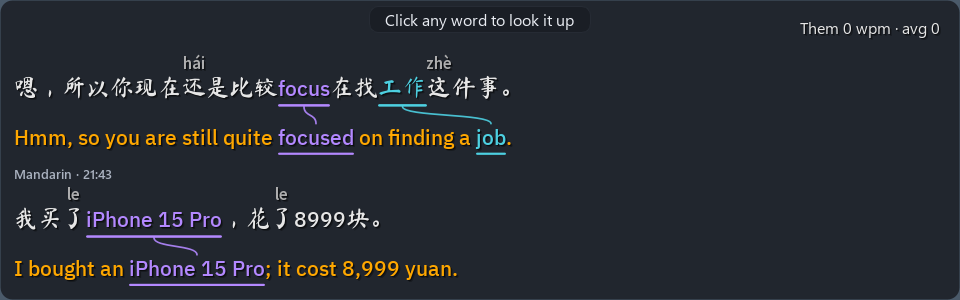 Click any word to look it up
Them 0 wpm · avg 0
hái zhè
嗯，所以你现在还是比较focus在找工作这件事。
Hmm, so you are still quite focused on finding a job.
Mandarin · 21:43
le le
我买了iPhone 15 Pro，花了8999块。
I bought an iPhone 15 Pro; it cost 8,999 yuan.